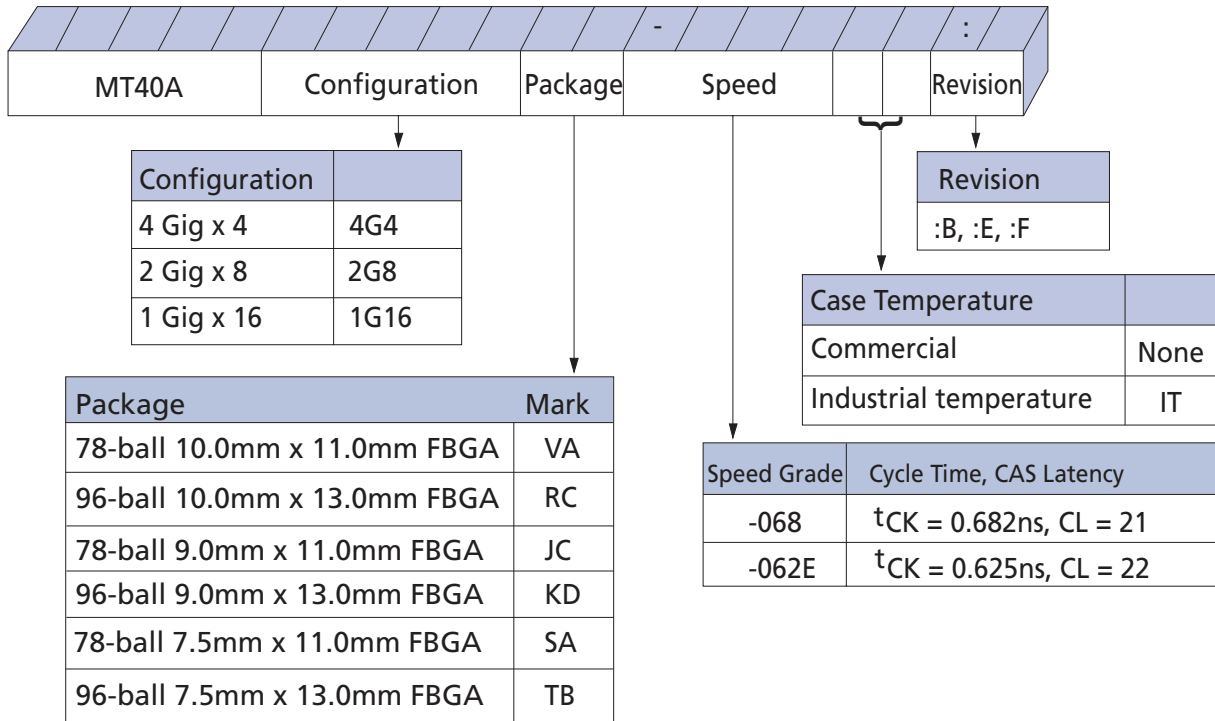 - :
MT40A Configuration Package Speed Revision
Configuration
4 Gig x 4 4G4
2 Gig x 8 2G8
1 Gig x 16 1G16
Revision
:B, :E, :F
Case Temperature
Commercial None
Industrial temperature IT
Package Mark
78-ball 10.0mm x 11.0mm FBGA VA
96-ball 10.0mm x 13.0mm FBGA RC
78-ball 9.0mm x 11.0mm FBGA JC
96-ball 9.0mm x 13.0mm FBGA KD
78-ball 7.5mm x 11.0mm FBGA SA
96-ball 7.5mm x 13.0mm FBGA TB
Speed Grade Cycle Time, CAS Latency
-068 tCK = 0.682ns, CL = 21
-062E tCK = 0.625ns, CL = 22